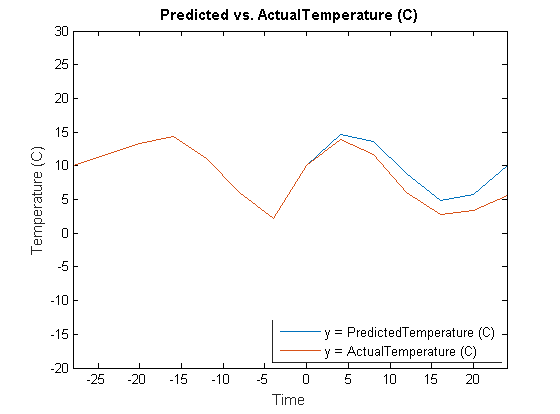 Predicted vs. ActualTemperature (C)
30
25
20
15
10
5
0
-5
-10
-15
-20
Temperature (C)
-25 -20 -15 -10 -5 0 5 10 15 20
Time
y = PredictedTemperature (C)
y = ActualTemperature (C)